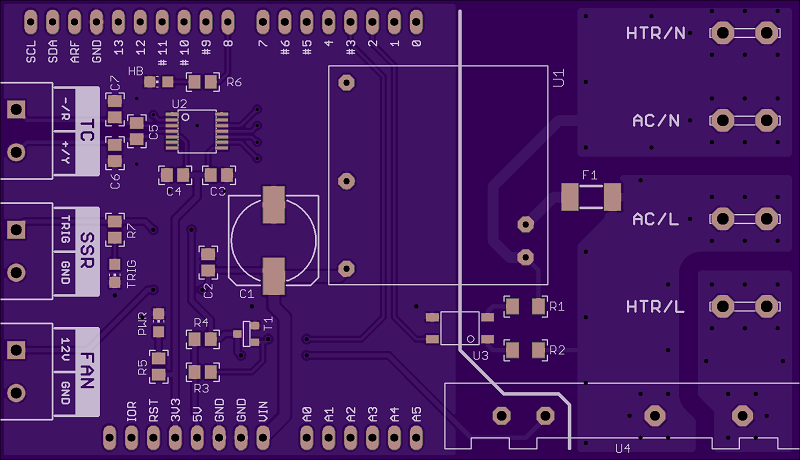 SCL SDA ARF GND 13 12 #11 #10 #9 8 7 #6 #5 4 #3 2 1 0
HTR/N
HB
R6
U1
C7
U2
-/R
+/Y
TC
C5
AC/N
C6
C4
C3
F1
TRIG
GND
SSR
R7
AC/L
TRIG
C2
C1
HTR/L
R1
PWR
R4
T1
U3
R2
12V
GND
FAN
R5
R3
IOR RST 3V3 5V GND GND VIN A0 A1 A2 A3 A4 A5
U4